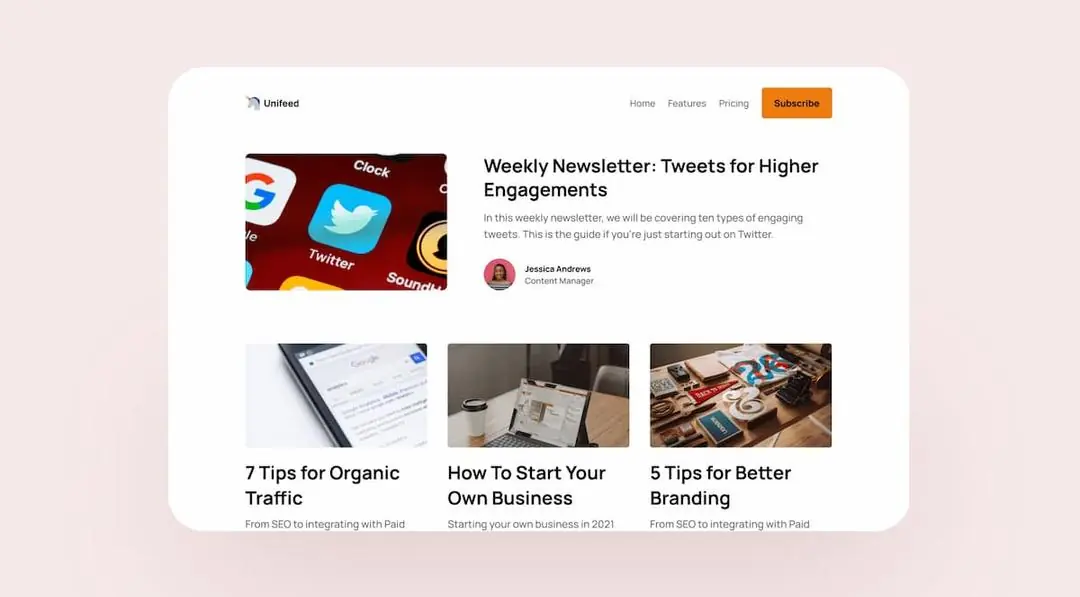 Unifeed
Home Features Pricing Subscribe
Clock
Twitter
SoundH
Weekly Newsletter: Tweets for Higher
Engagements
In this weekly newsletter, we will be covering ten types of engaging
tweets. This is the guide if you're just starting out on Twitter.
Jessica Andrews
Content Manager
Google
7 Tips for Organic
Traffic
From SEO to integrating with Paid
How To Start Your
Own Business
Starting your own business in 2021
5 Tips for Better
Branding
From SEO to integrating with Paid